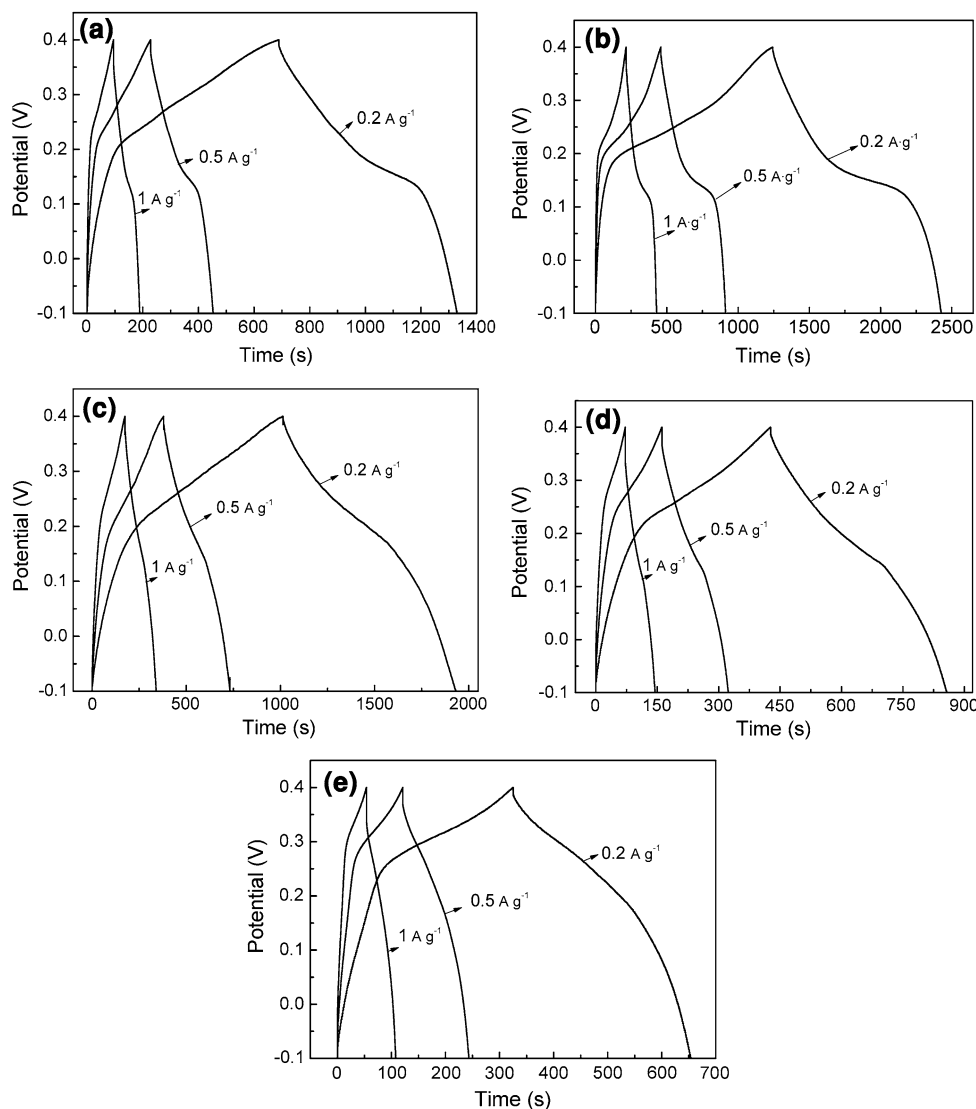 (a)
0.4
0.3
0.2
0.1
0.0
-0.1
Potential (V)
0.2 A g⁻¹
0.5 A g⁻¹
1 A g⁻¹
0 200 400 600 800 1000 1200 1400
Time (s)
(b)
0.4
0.3
0.2
0.1
0.0
-0.1
Potential (V)
0.2 A·g⁻¹
0.5 A·g⁻¹
1 A·g⁻¹
0 500 1000 1500 2000 2500
Time (s)
(c)
0.4
0.3
0.2
0.1
0.0
-0.1
Potential (V)
0.2 A g⁻¹
0.5 A g⁻¹
1 A g⁻¹
0 500 1000 1500 2000
Time (s)
(d)
0.4
0.3
0.2
0.1
0.0
-0.1
Potential (V)
0.2 A g⁻¹
0.5 A g⁻¹
1 A g⁻¹
0 150 300 450 600 750 900
Time (s)
(e)
0.4
0.3
0.2
0.1
0.0
-0.1
Potential (V)
0.2 A g⁻¹
0.5 A g⁻¹
1 A g⁻¹
0 100 200 300 400 500 600 700
Time (s)